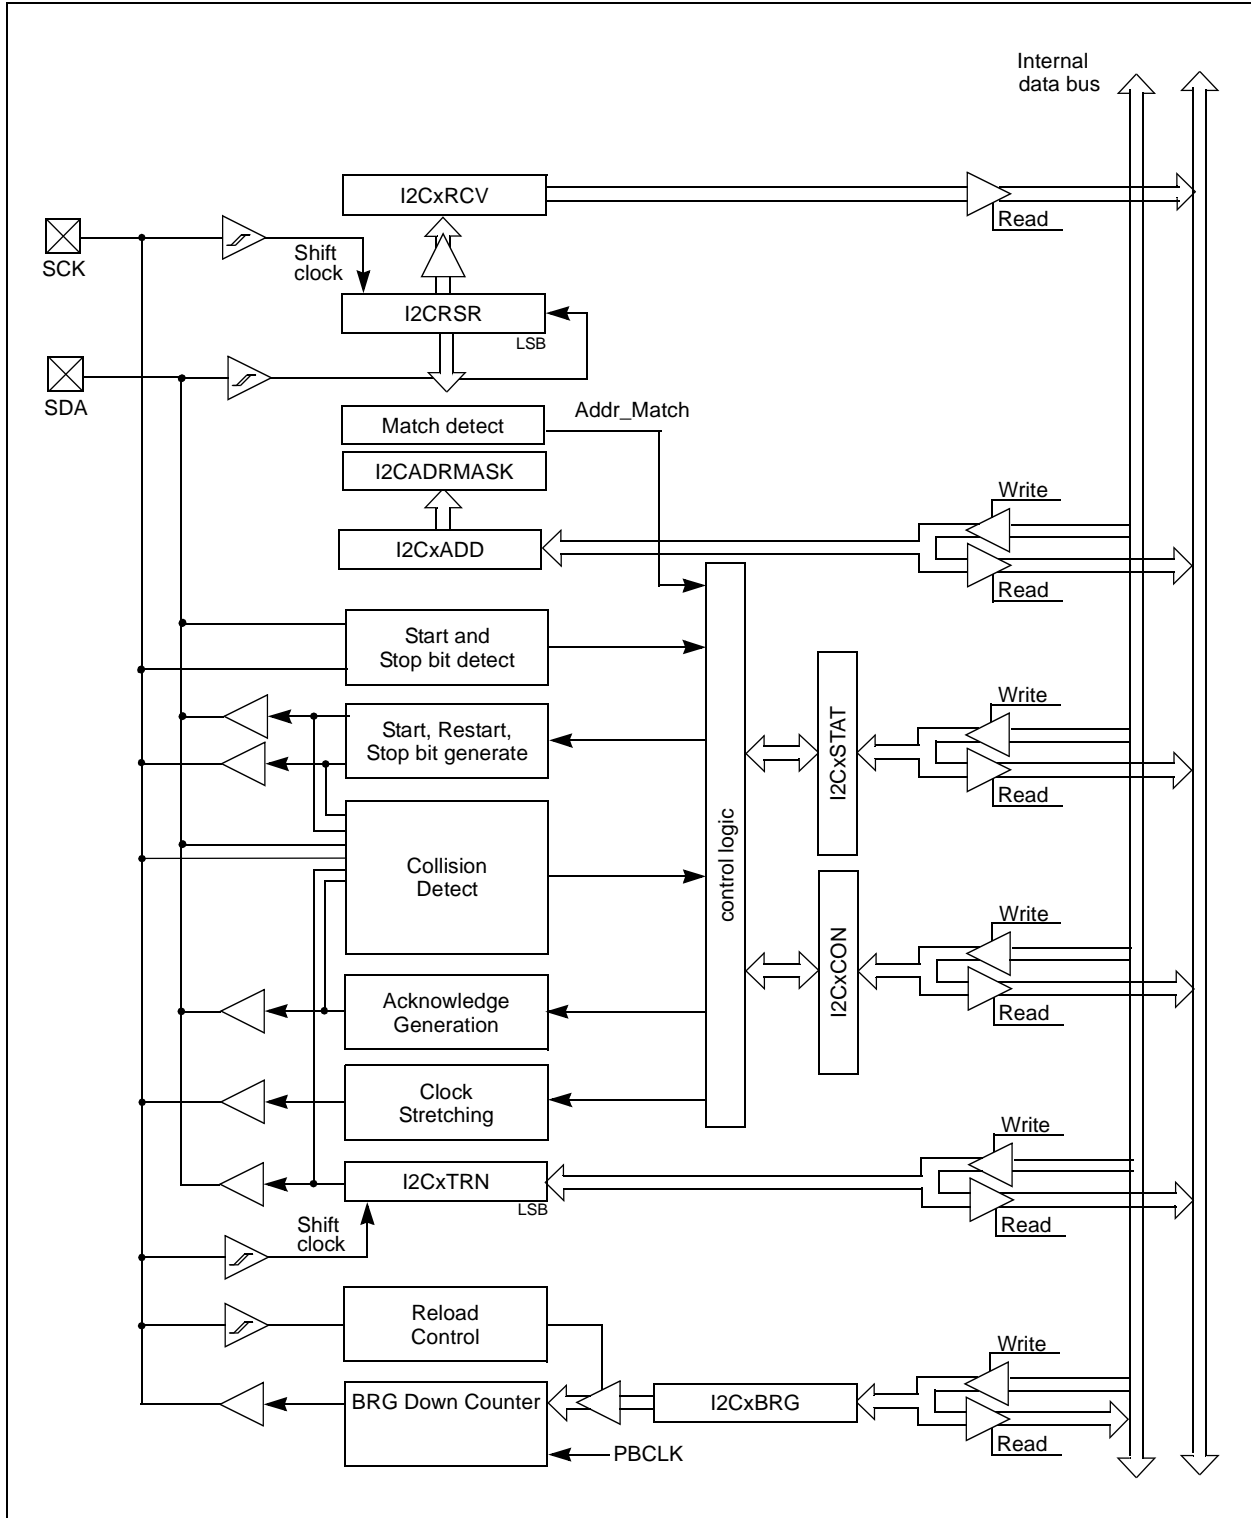 Internal
data bus
I2CxRCV
Read
SCK
Shift
clock
I2CRSR
LSB
SDA
Addr_Match
Match detect
I2CADRMASK
Write
I2CxADD
Read
Start and
Stop bit detect
Write
Start, Restart,
Stop bit generate
I2CxSTAT
Read
control logic
Collision
Detect
Write
I2CxCON
Acknowledge
Generation
Read
Clock
Stretching
Write
I2CxTRN
LSB
Shift
clock
Read
Reload
Control
Write
BRG Down Counter
I2CxBRG
Read
PBCLK